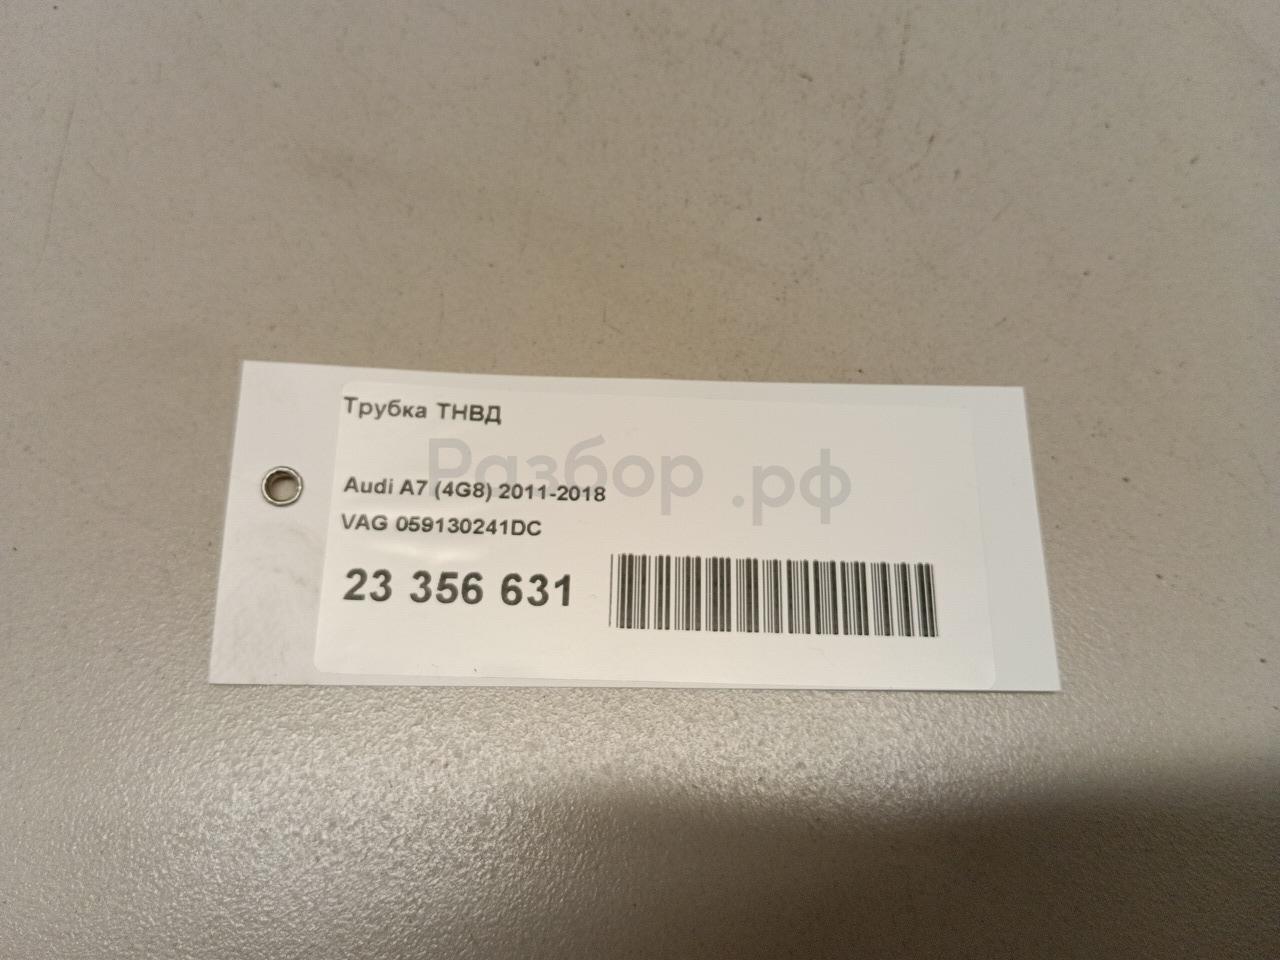 Трубка ТНВД
Разбор.рф
Audi A7 (4G8) 2011-2018
VAG 059130241DC
23 356 631